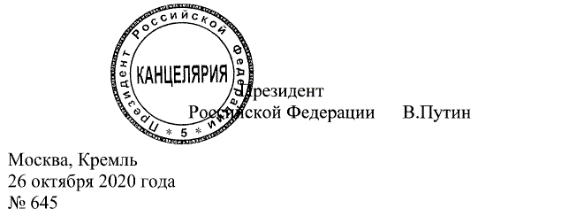 Президент Российской Федерации
КАНЦЕЛЯРИЯ
* 5 *
Президент
Российской Федерации В.Путин
Москва, Кремль
26 октября 2020 года
№ 645